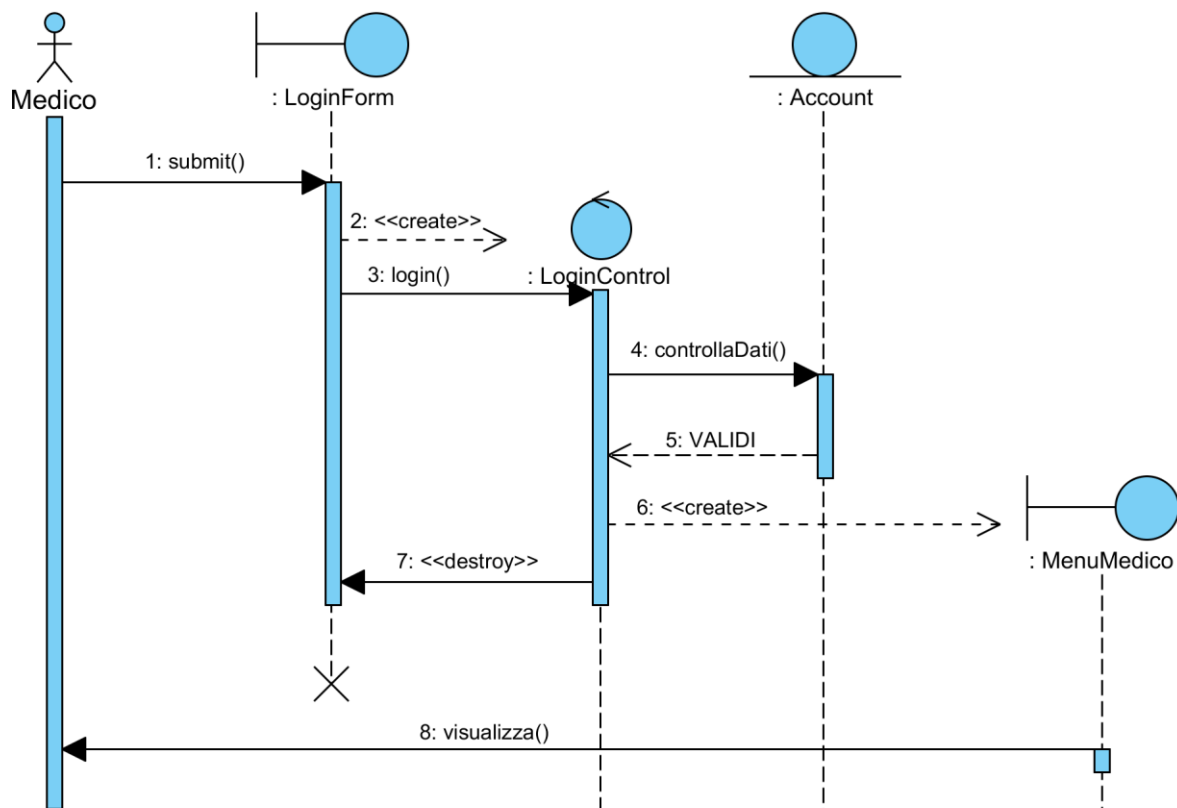 Medico
: LoginForm
: Account
1: submit()
2: <<create>>
: LoginControl
3: login()
4: controllaDati()
5: VALIDI
6: <<create>>
: MenuMedico
7: <<destroy>>
8: visualizza()